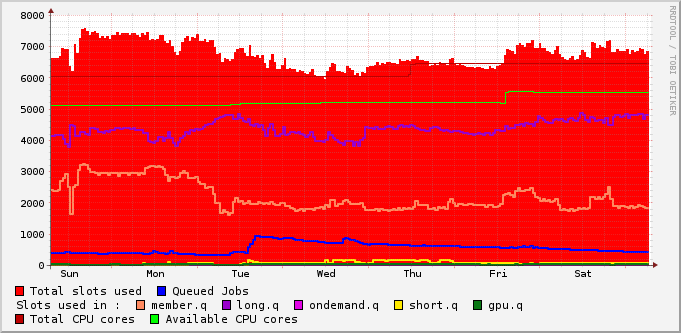 8000
7000
6000
5000
4000
3000
2000
1000
0
Sun Mon Tue Wed Thu Fri Sat
RRDTOOL / TOBI OETIKER
Total slots used Queued Jobs
Slots used in : member.q long.q ondemand.q short.q gpu.q
Total CPU cores Available CPU cores